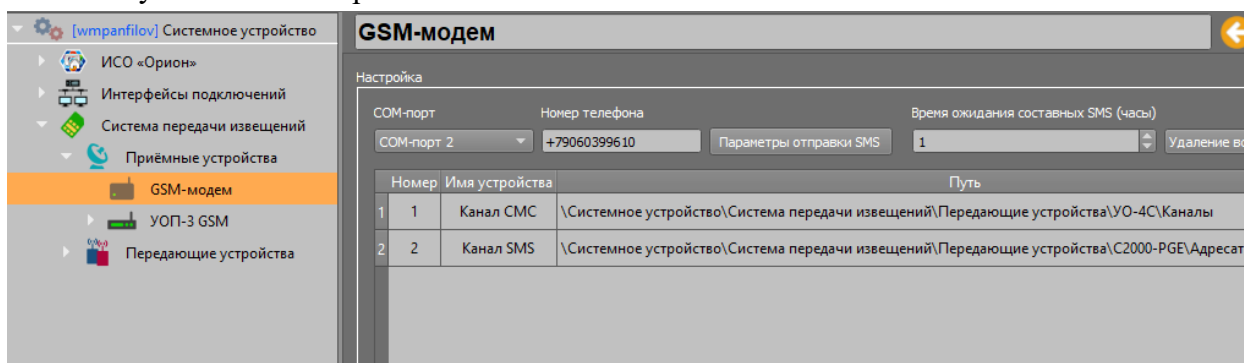 [wmpanfilov] Системное устройство
ИСО «Орион»
Интерфейсы подключений
Система передачи извещений
Приёмные устройства
GSM-модем
УОП-3 GSM
Передающие устройства
GSM-модем
Настройка
COM-порт Номер телефона Время ожидания составных SMS (часы)
COM-порт 2 +79060399610 Параметры отправки SMS 1 Удаление
Номер Имя устройства Путь
1 1 Канал СМС \Системное устройство\Система передачи извещений\Передающие устройства\УО-4С\Каналы
2 2 Канал SMS \Системное устройство\Система передачи извещений\Передающие устройства\С2000-PGE\Адресат